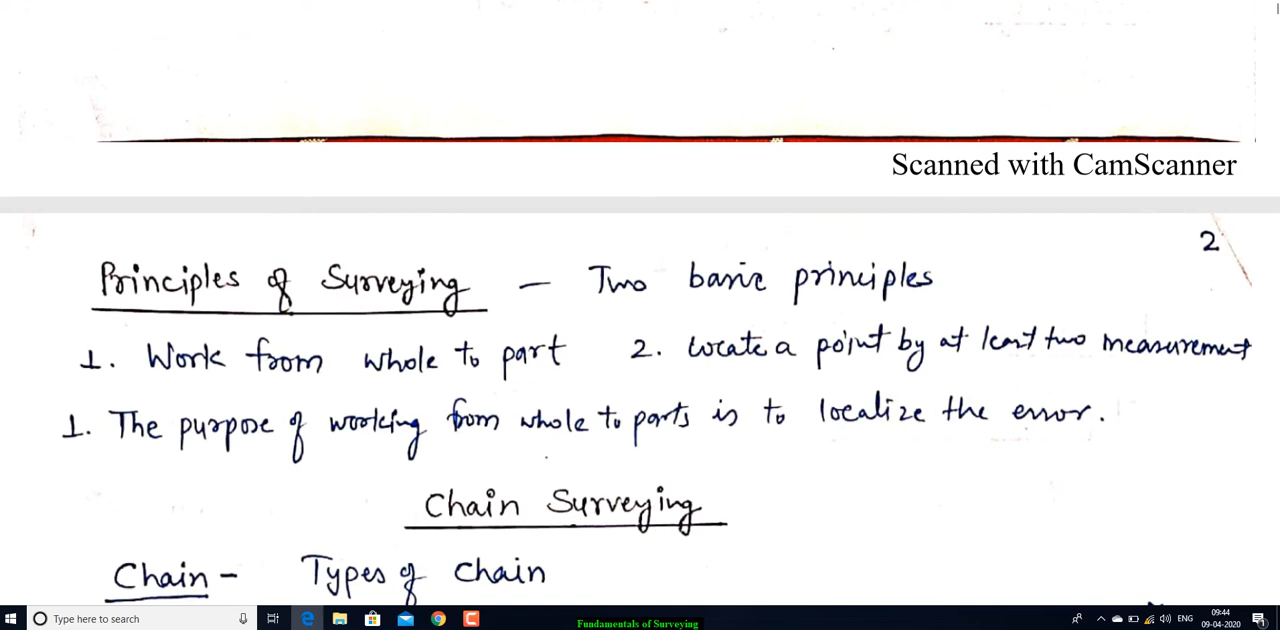 Scanned with CamScanner
2
Principles of Surveying — Two basic principles
1. Work from whole to part 2. Locate a point by at least two measurement
1. The purpose of working from whole to parts is to localize the error.
Chain Surveying
Chain – Types of chain
Type here to search
ENG
09:44
09-04-2020
1
Fundamentals of Surveying